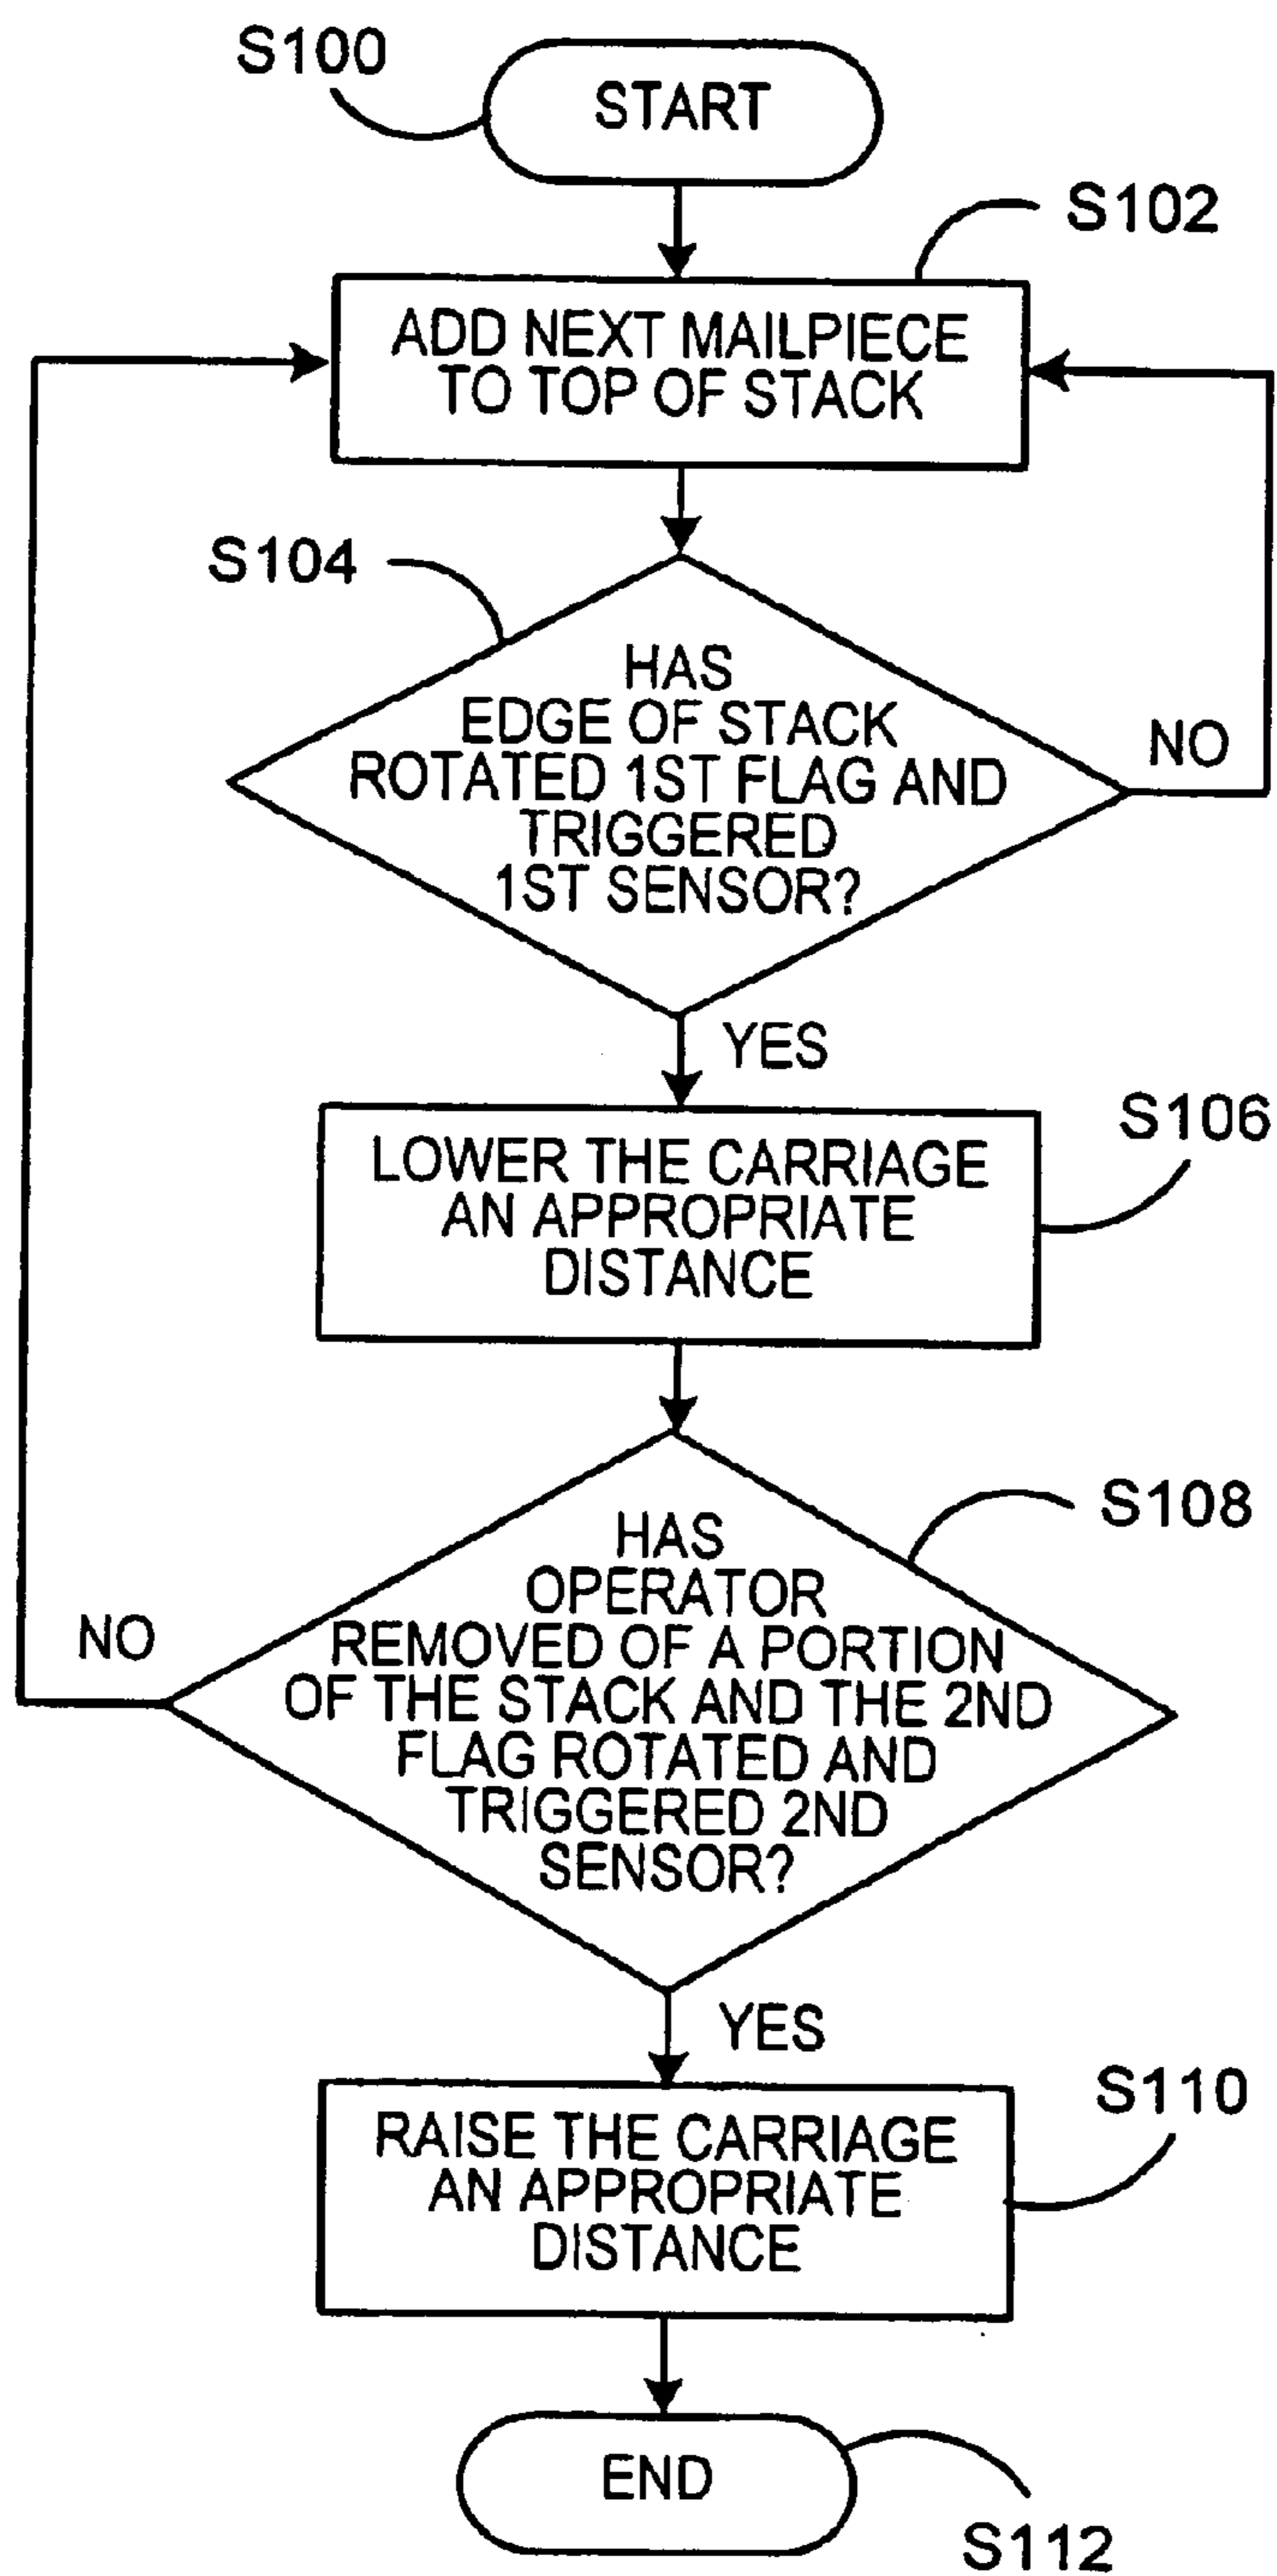 S100
START
S102
ADD NEXT MAILPIECE
TO TOP OF STACK
S104
HAS
EDGE OF STACK
ROTATED 1ST FLAG AND
TRIGGERED
1ST SENSOR?
NO
YES
S106
LOWER THE CARRIAGE
AN APPROPRIATE
DISTANCE
S108
HAS
OPERATOR
REMOVED OF A PORTION
OF THE STACK AND THE 2ND
FLAG ROTATED AND
TRIGGERED 2ND
SENSOR?
NO
YES
S110
RAISE THE CARRIAGE
AN APPROPRIATE
DISTANCE
END
S112